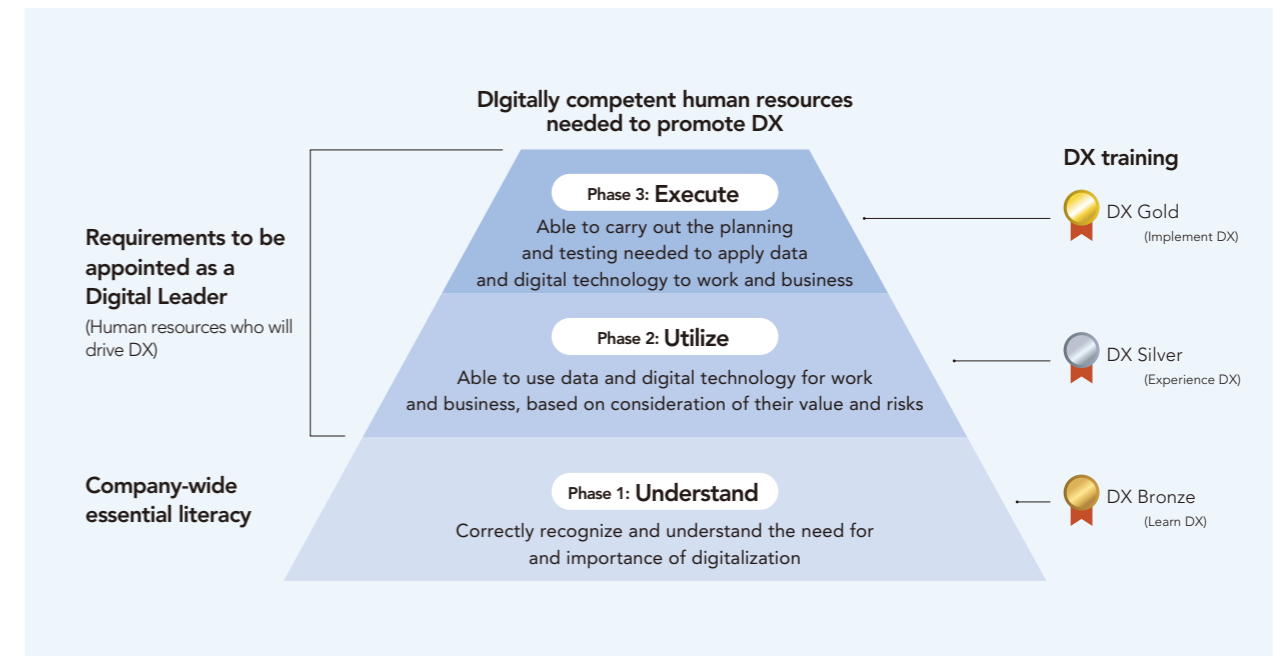 DIgitally competent human resources
needed to promote DX
Requirements to be
appointed as a
Digital Leader
(Human resources who will
drive DX)
Company-wide
essential literacy
Phase 3: Execute
Able to carry out the planning
and testing needed to apply data
and digital technology to work and business
Phase 2: Utilize
Able to use data and digital technology for work
and business, based on consideration of their value and risks
Phase 1: Understand
Correctly recognize and understand the need for
and importance of digitalization
DX training
DX Gold
(Implement DX)
DX Silver
(Experience DX)
DX Bronze
(Learn DX)